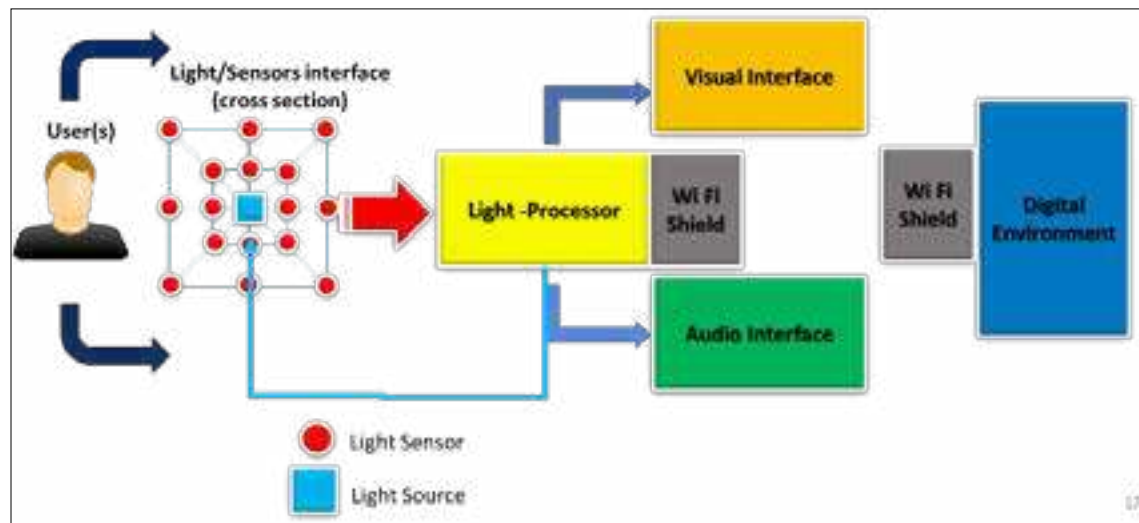 Light/Sensors interface
(cross section)
User(s)
Visual Interface
Light -Processor
Wi Fi
Shield
Wi Fi
Shield
Digital
Environment
Audio Interface
Light Sensor
Light Source
17